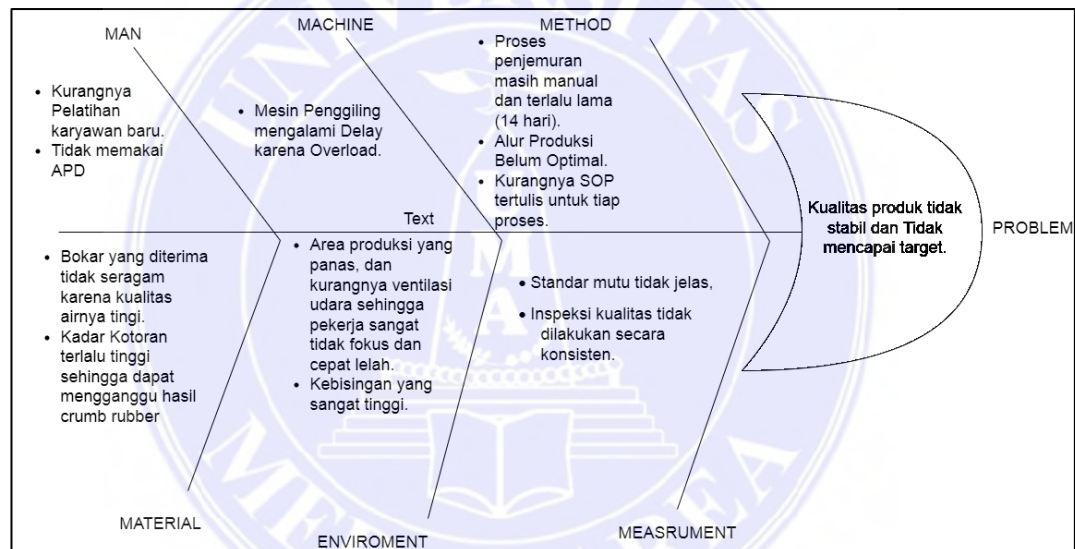 MAN
MACHINE
METHOD
• Kurangnya
Pelatihan
karyawan baru.
• Tidak memakai
APD
• Mesin Penggiling
mengalami Delay
karena Overload.
• Proses
penjemuran
masih manual
dan terlalu lama
(14 hari).
• Alur Produksi
Belum Optimal.
• Kurangnya SOP
tertulis untuk tiap
proses.
Text
Kualitas produk tidak
stabil dan Tidak
mencapai target.
PROBLEM
• Bokar yang diterima
tidak seragam
karena kualitas
airnya tingi.
• Kadar Kotoran
terlalu tinggi
sehingga dapat
mengganggu hasil
crumb rubber
• Area produksi yang
panas, dan
kurangnya ventilasi
udara sehingga
pekerja sangat
tidak fokus dan
cepat lelah.
• Kebisingan yang
sangat tinggi.
• Standar mutu tidak jelas,
• Inspeksi kualitas tidak
dilakukan secara
konsisten.
MATERIAL
ENVIROMENT
MEASRUMENT
UNIVERSITAS
UMA